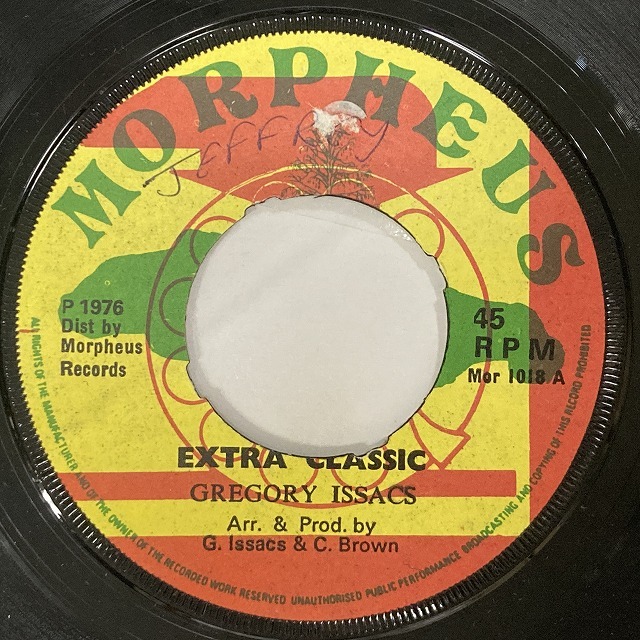 MORPHEUS
JEFFREY
P 1976
Dist by
Morpheus
Records
45
RPM
Mor 1018 A
EXTRA CLASSIC
GREGORY ISSACS
Arr. & Prod. by
G. Issacs & C. Brown
ALL RIGHTS OF THE MANUFACTURER AND OF THE OWNER OF THE RECORDED WORK RESERVED UNAUTHORISED PUBLIC PERFORMANCE BROADCASTING AND COPYING OF THIS RECORD PROHIBITED